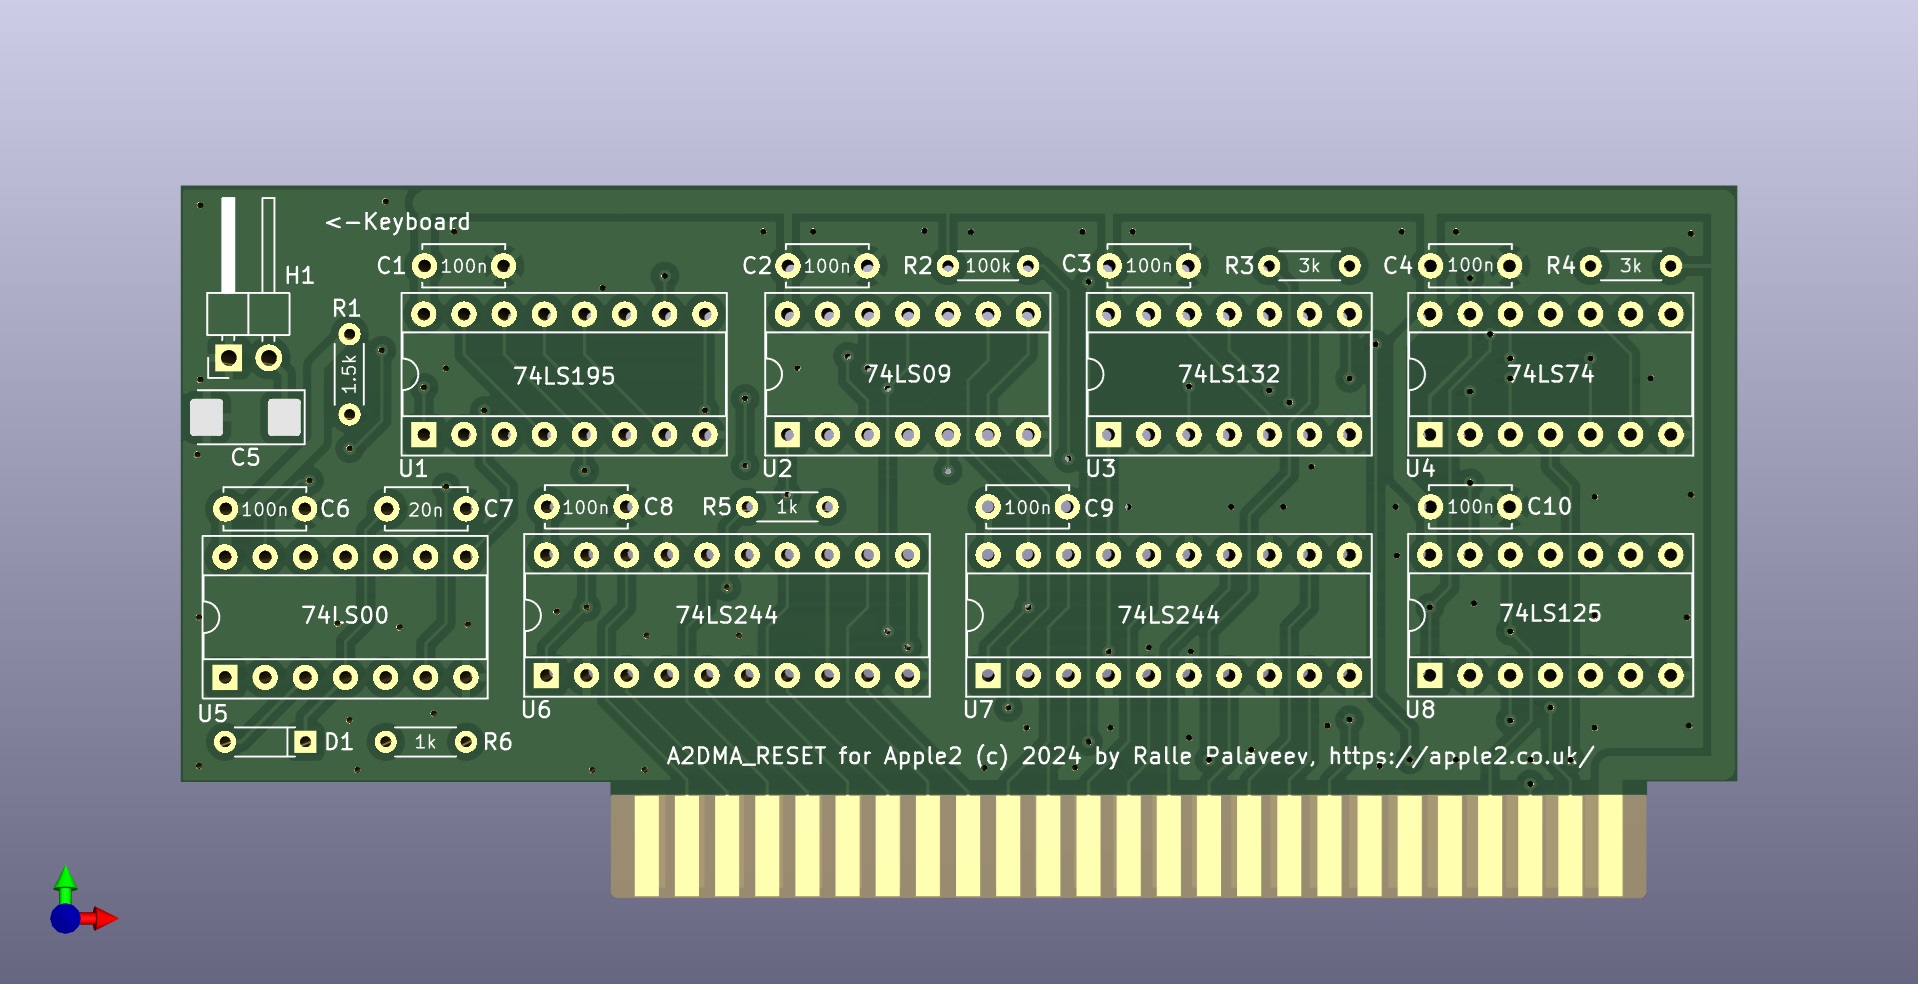 <-Keyboard
C1 100n
C2 100n
R2 100k
C3 100n
R3 3k
C4 100n
R4 3k
H1
R1
1.5k
74LS195
74LS09
74LS132
74LS74
C5
U1
U2
U3
U4
100n C6
20n C7
100n C8
R5 1k
100n C9
100n C10
74LS00
74LS244
74LS244
74LS125
U5
U6
U7
U8
D1
1k R6
A2DMA_RESET for Apple2 (c) 2024 by Ralle Palaveev, https://apple2.co.uk/